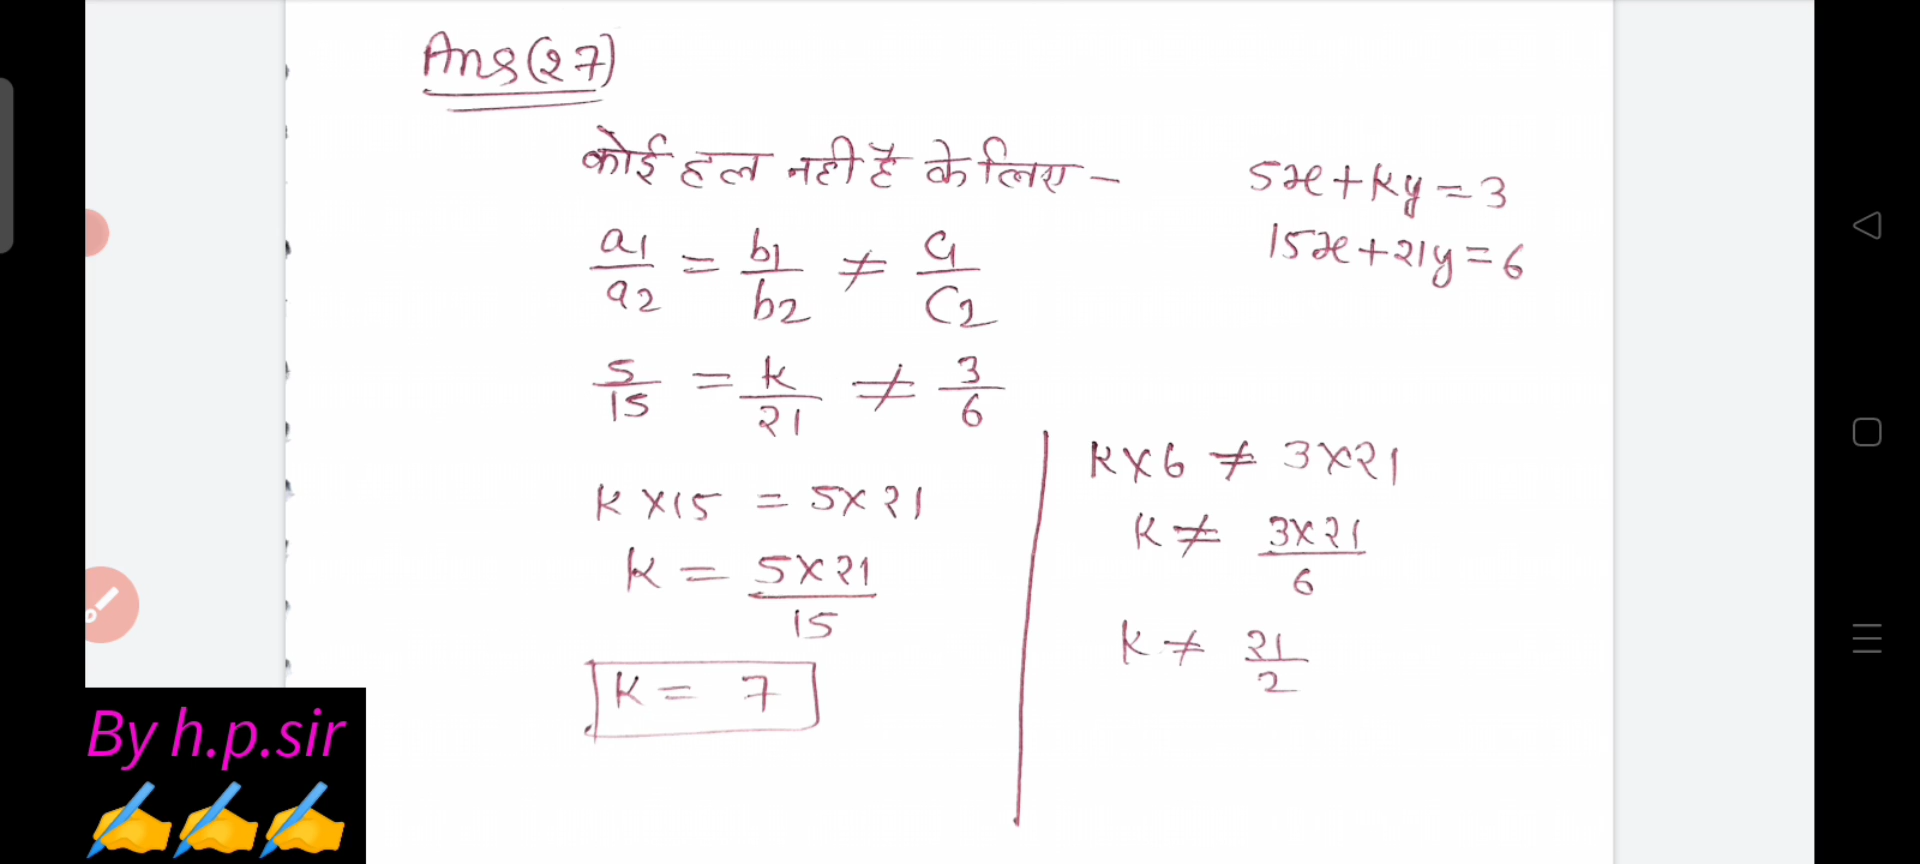 Ans(27)
कोई हल नही है के लिए -
5x+ky=3
15x+21y=6
a1/a2 = b1/b2 ≠ c1/c2
5/15 = k/21 ≠ 3/6
k×15 = 5×21
k = 5×21/15
k = 7
k×6 ≠ 3×21
k ≠ 3×21/6
k ≠ 21/2
By h.p.sir